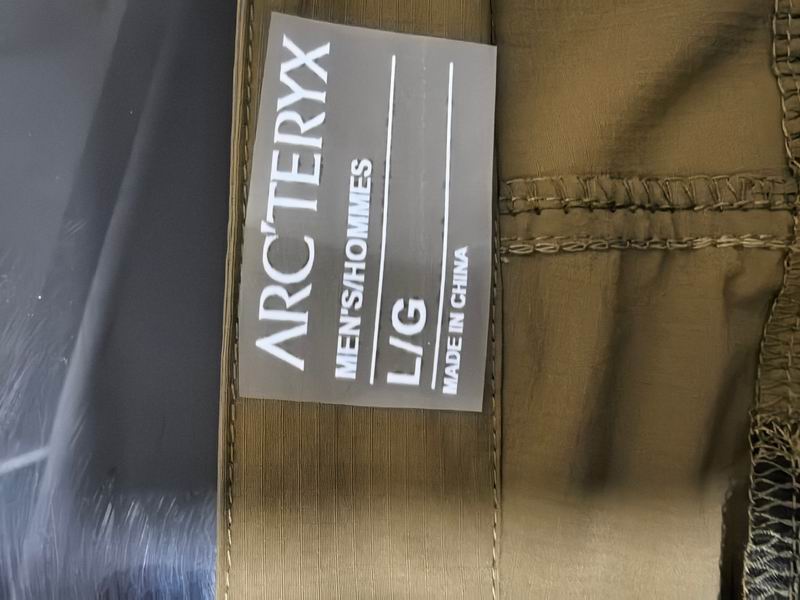 ARC'TERYX
MEN'S/HOMMES
L/G
MADE IN CHINA